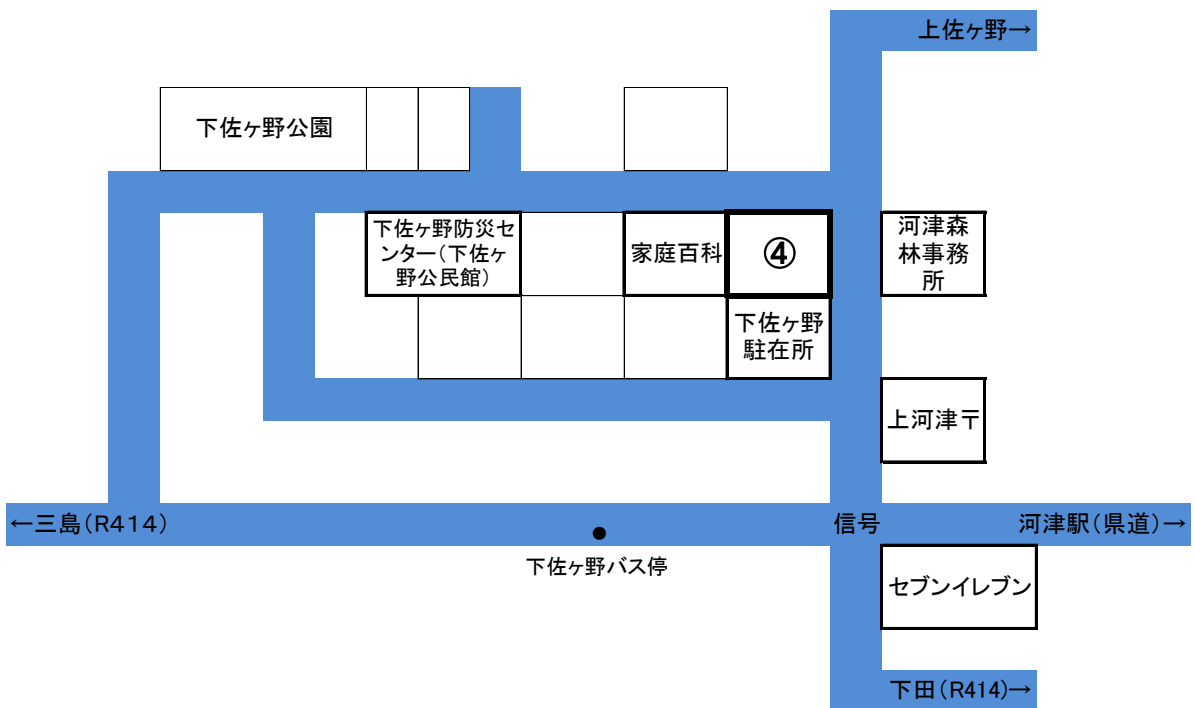 上佐ヶ野→
下佐ヶ野公園
下佐ヶ野防災セ
ンター(下佐ヶ
野公民館)
家庭百科
④
河津森
林事務
所
下佐ヶ野
駐在所
上河津〒
←三島(R414)
信号
河津駅(県道)→
下佐ヶ野バス停
セブンイレブン
下田(R414)→